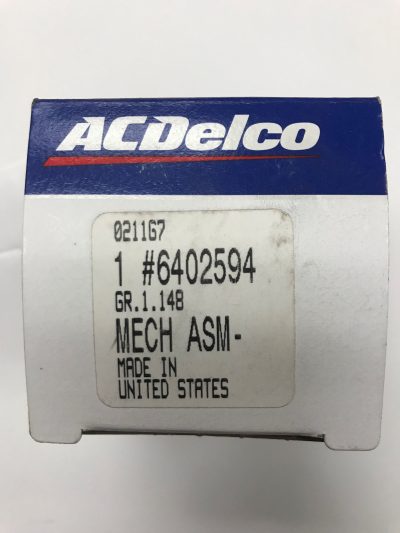 ACDelco
0211G7
1 #6402594
GR.1.148
MECH ASM-
MADE IN
UNITED STATES